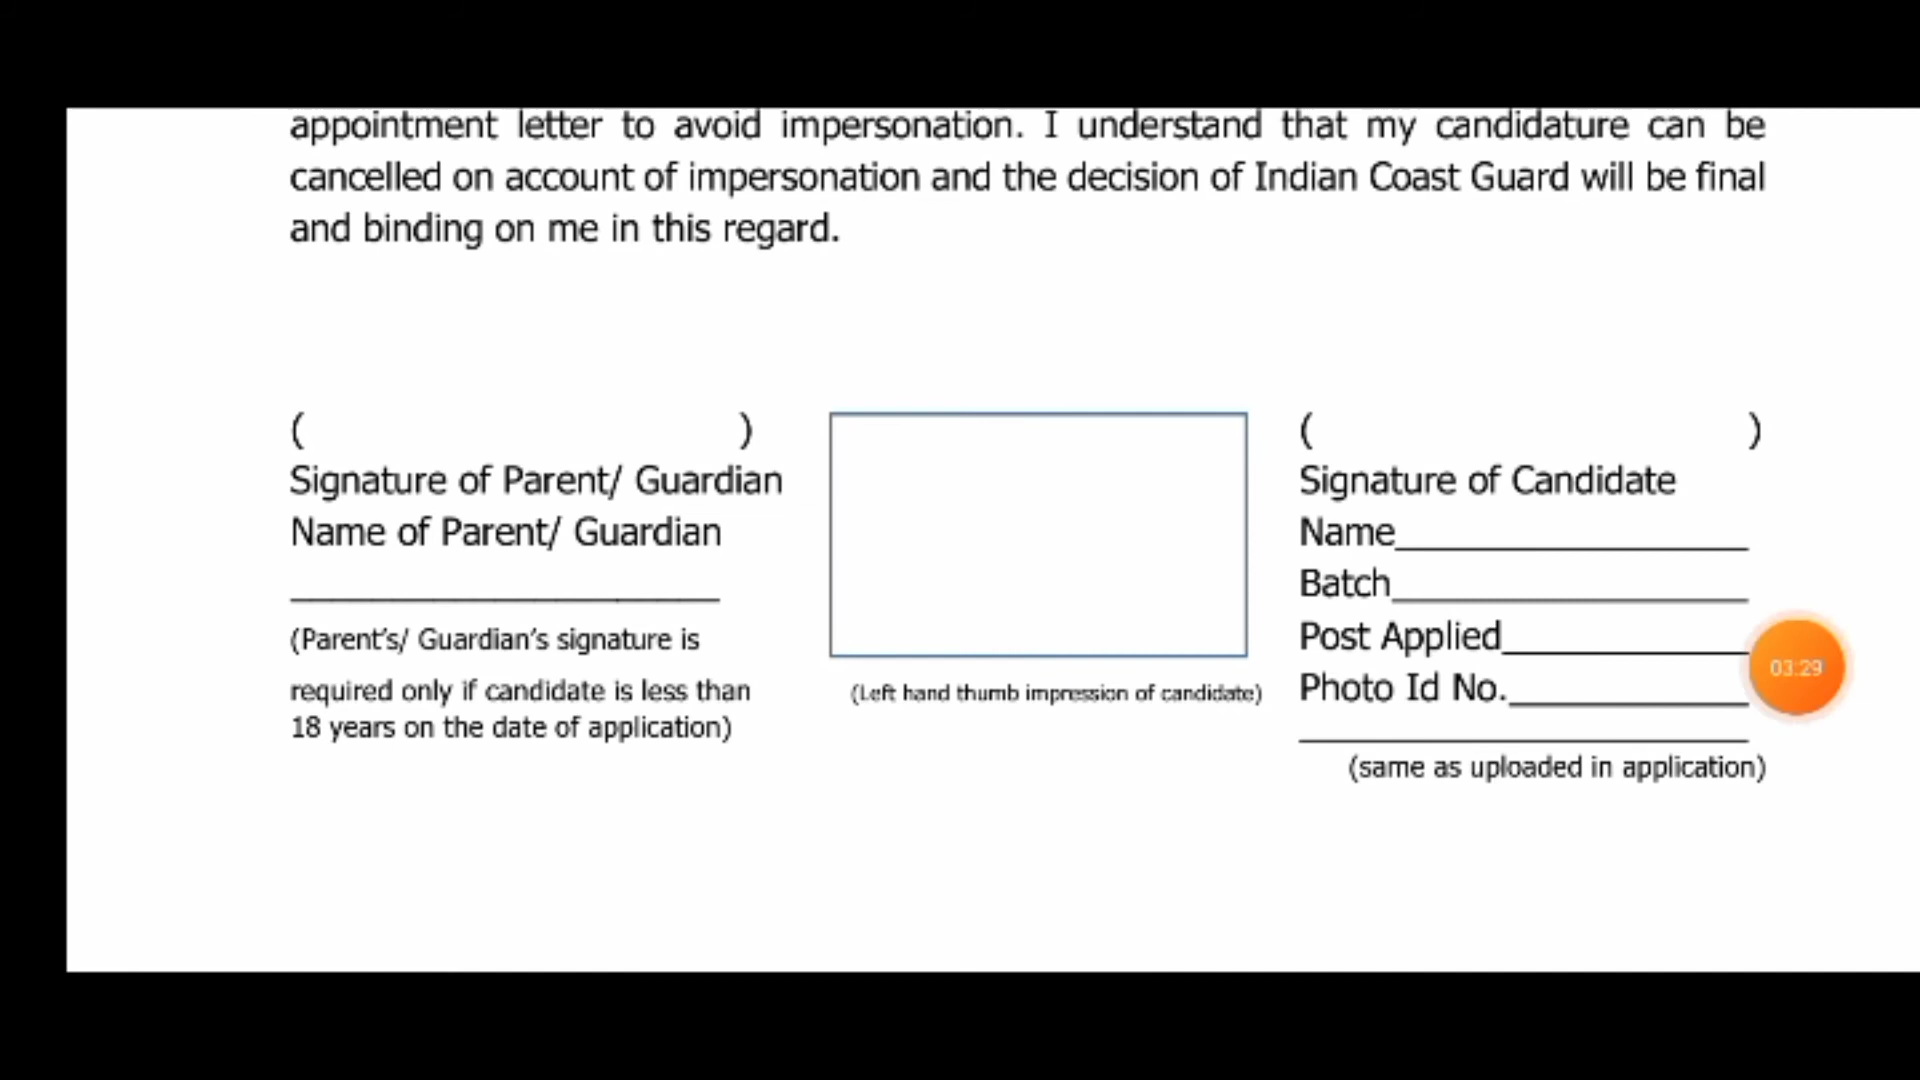 appointment letter to avoid impersonation. I understand that my candidature can be
cancelled on account of impersonation and the decision of Indian Coast Guard will be final
and binding on me in this regard.
( )
Signature of Parent/ Guardian
Name of Parent/ Guardian
(Parent's/ Guardian's signature is
required only if candidate is less than
18 years on the date of application)
(Left hand thumb impression of candidate)
( )
Signature of Candidate
Name
Batch
Post Applied
Photo Id No.
(same as uploaded in application)
03:29